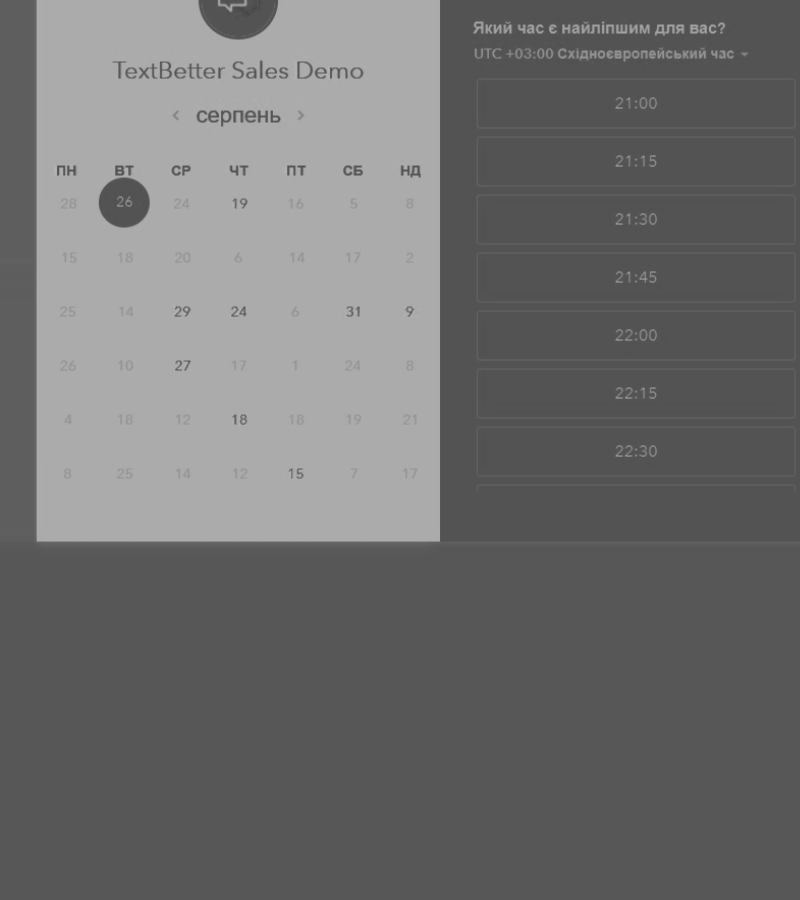 TextBetter Sales Demo
< серпень >
ПН ВТ СР ЧТ ПТ СБ НД
28 26 24 19 16 5 8
15 18 20 6 14 17 2
25 14 29 24 6 31 9
26 10 27 17 1 24 8
4 18 12 18 18 19 21
8 25 14 12 15 7 17
Який час є найліпшим для вас?
UTC +03:00 Східноєвропейський час
21:00
21:15
21:30
21:45
22:00
22:15
22:30